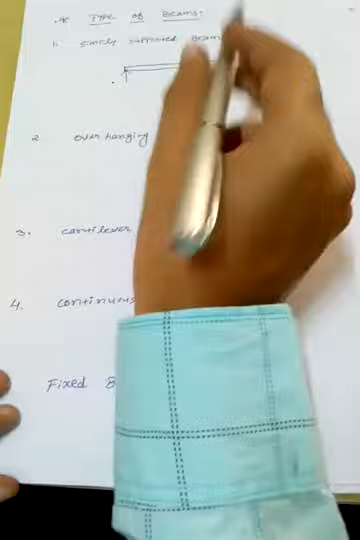 * TYPE OF BEAMS:
1. Simply supported Beam
2. over hanging
3. cantilever
4. continuous
Fixed B